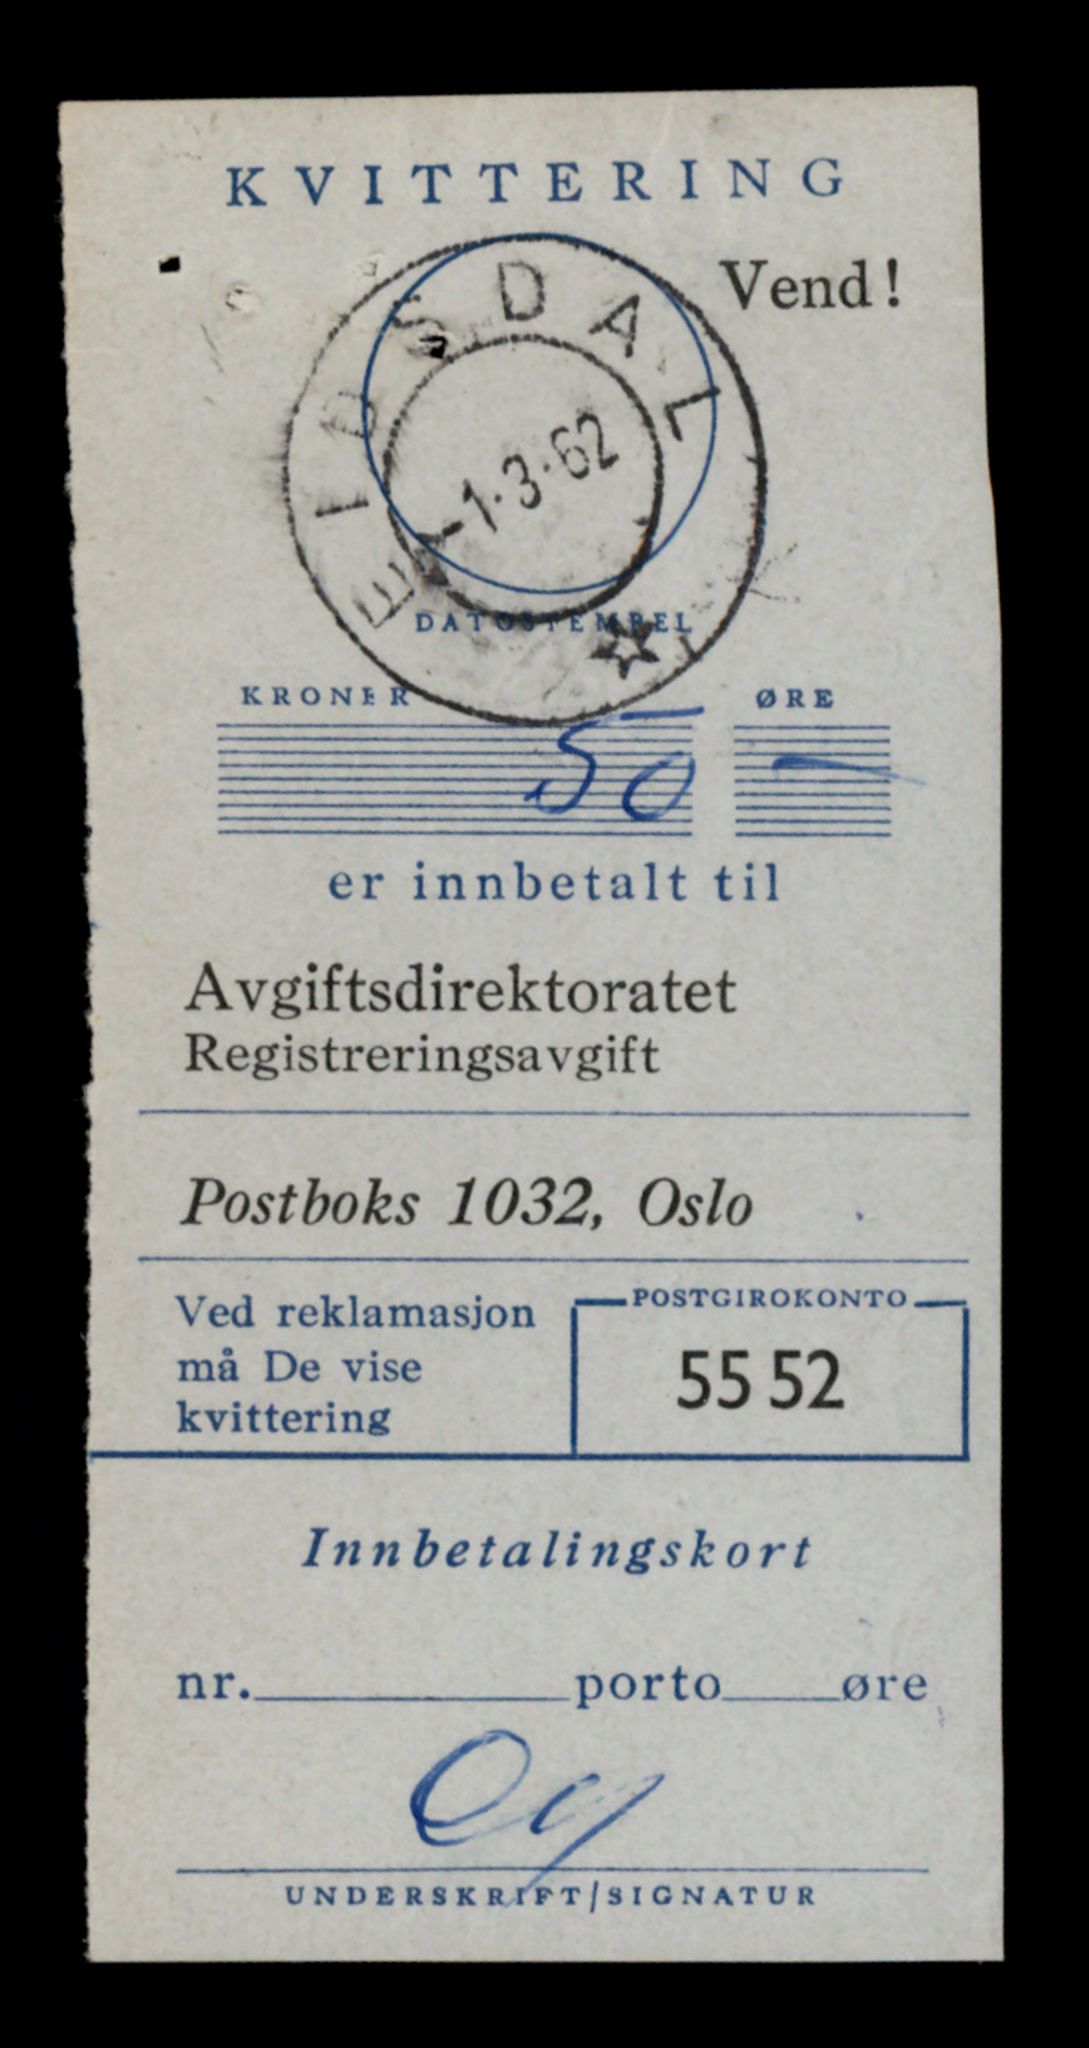 KVITTERING
Vend!
EIDSDAL
-1·3·62
DATOSTEMPEL
KRONER ØRE
50 —
er innbetalt til
Avgiftsdirektoratet
Registreringsavgift
Postboks 1032, Oslo
Ved reklamasjon
må De vise
kvittering
POSTGIROKONTO
55 52
Innbetalingskort
nr. porto øre
UNDERSKRIFT/SIGNATUR